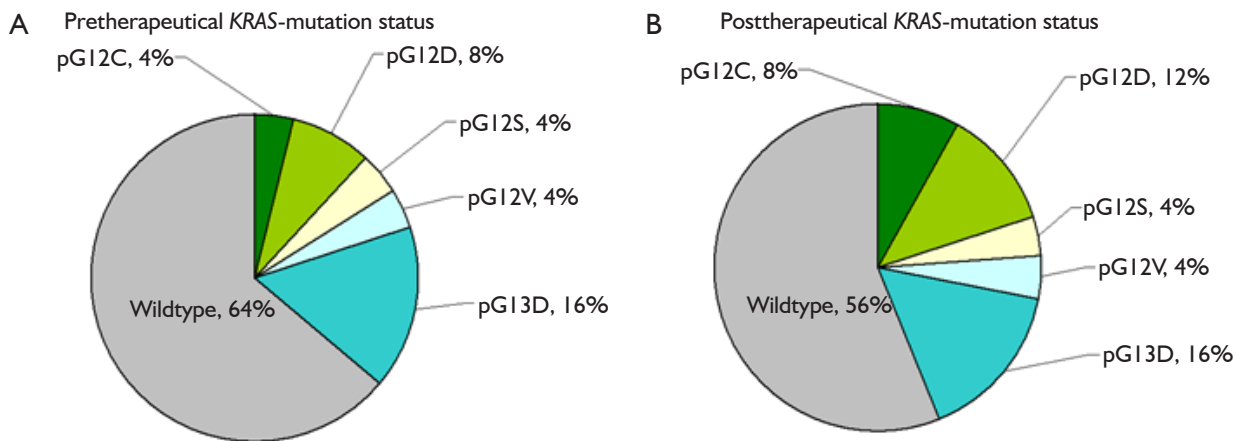 A
Pretherapeutical KRAS-mutation status
pG12C, 4%
pG12D, 8%
pG12S, 4%
pG12V, 4%
pG13D, 16%
Wildtype, 64%
B
Posttherapeutical KRAS-mutation status
pG12C, 8%
pG12D, 12%
pG12S, 4%
pG12V, 4%
pG13D, 16%
Wildtype, 56%